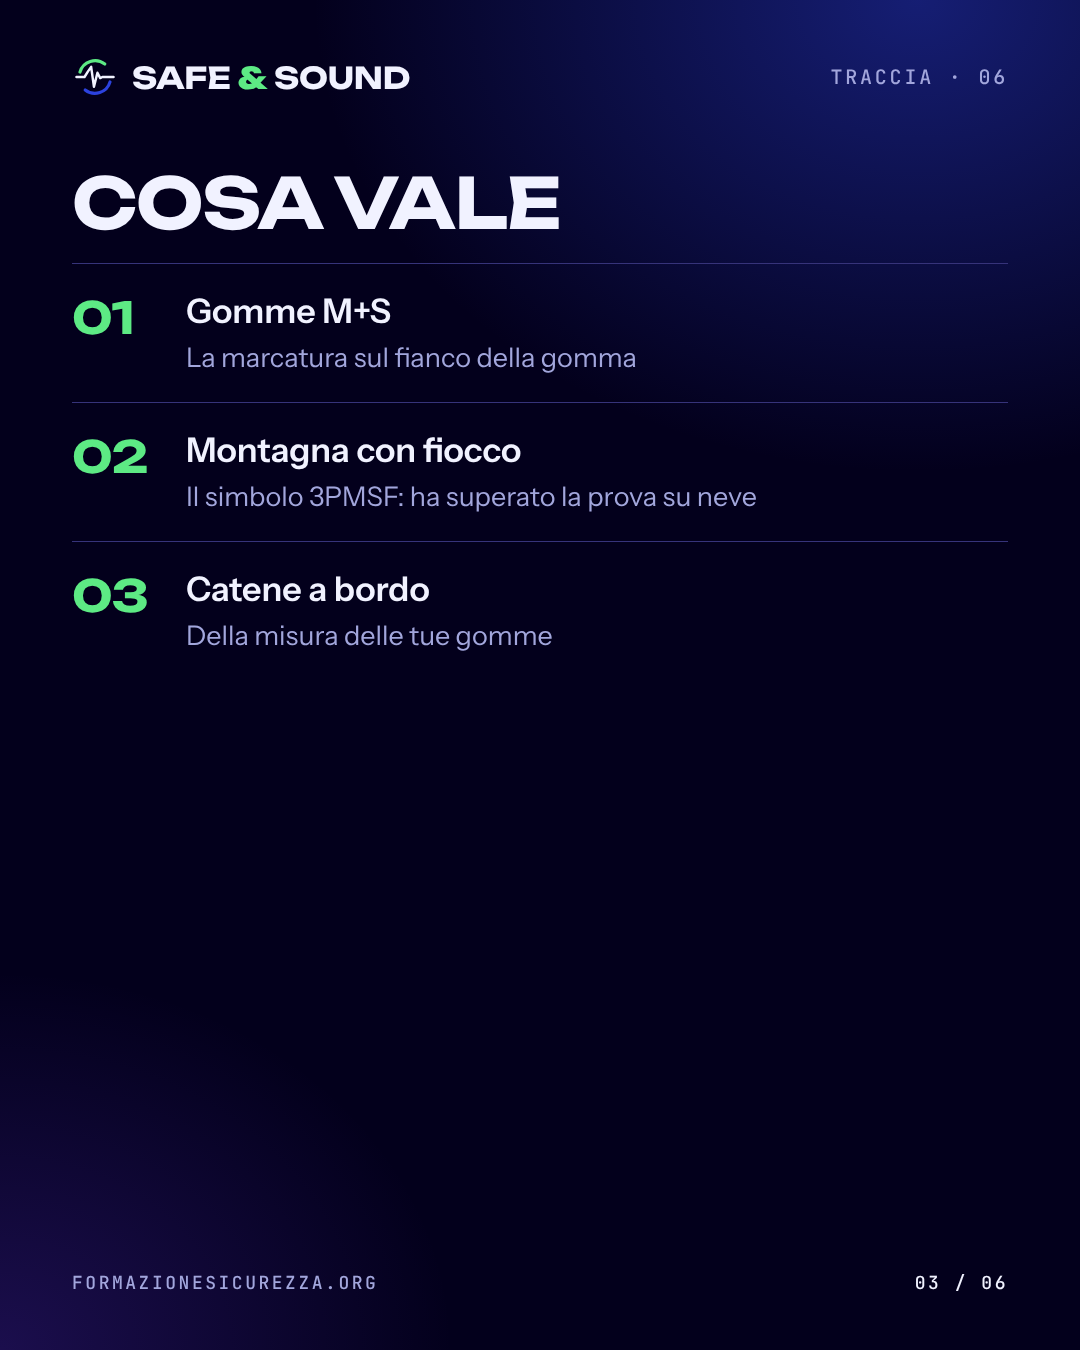 SAFE & SOUND
TRACCIA · 06
COSA VALE
01
Gomme M+S
La marcatura sul fianco della gomma
02
Montagna con fiocco
Il simbolo 3PMSF: ha superato la prova su neve
03
Catene a bordo
Della misura delle tue gomme
FORMAZIONESICUREZZA.ORG
03 / 06